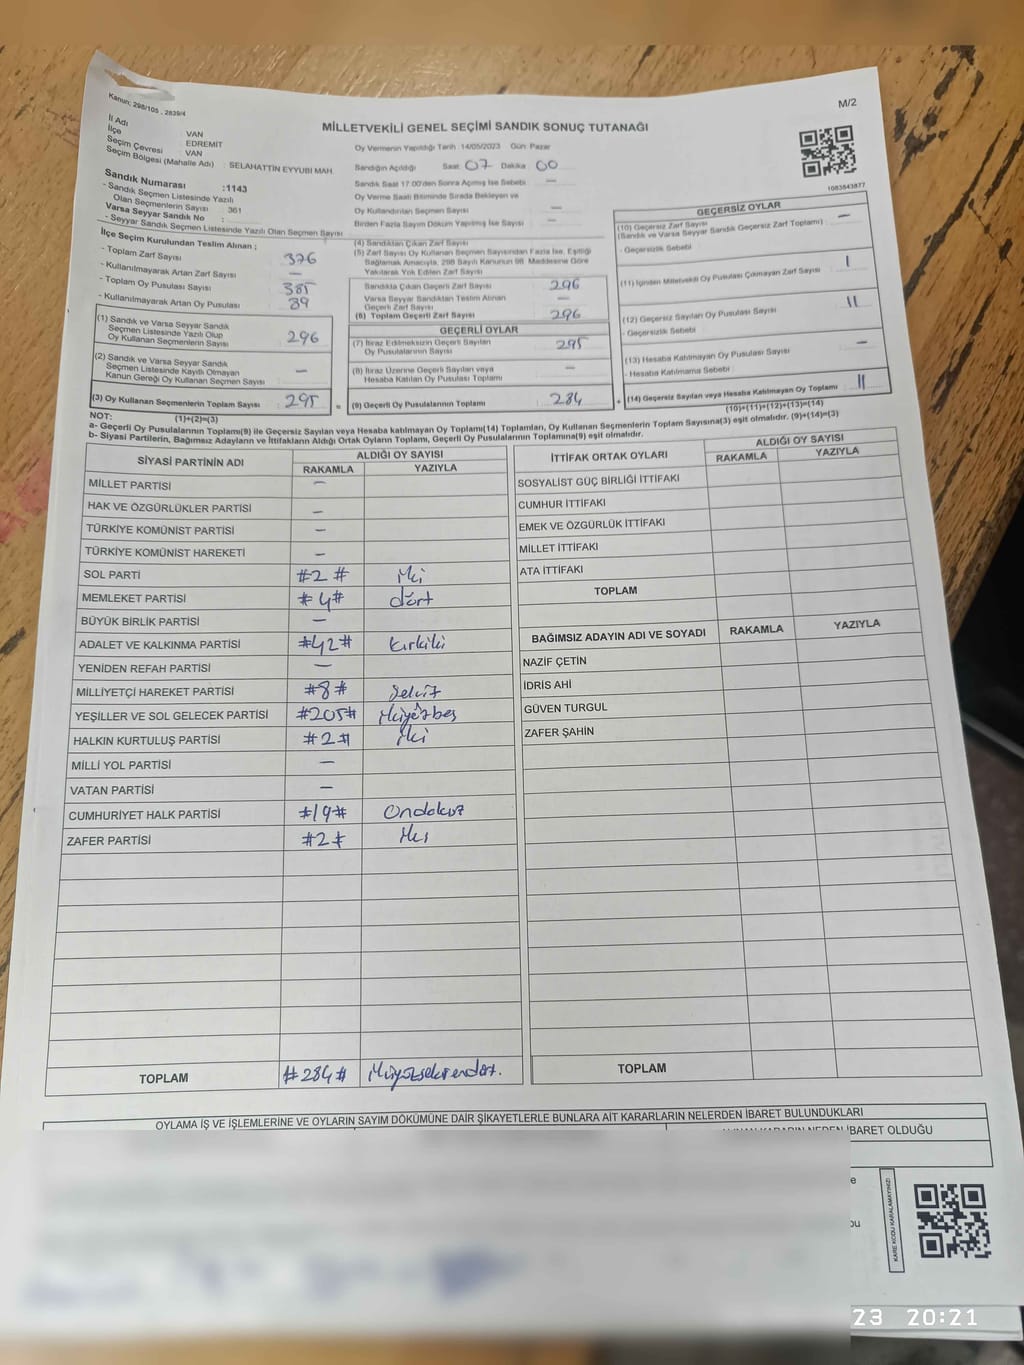 Kanun; 298/105 , 2839/4
M/2
MİLLETVEKİLİ GENEL SEÇİMİ SANDIK SONUÇ TUTANAĞI
İl Adı VAN
İlçe EDREMIT
Seçim Çevresi VAN
Seçim Bölgesi (Mahalle Adı) : SELAHATTİN EYYUBİ MAH.
Sandık Numarası :1143
- Sandık Seçmen Listesinde Yazılı
Olan Seçmenlerin Sayısı : 361
Varsa Seyyar Sandık No :
- Seyyar Sandık Seçmen Listesinde Yazılı Olan Seçmen Sayısı
İlçe Seçim Kurulundan Teslim Alınan ;
- Toplam Zarf Sayısı 376
- Kullanılmayarak Artan Zarf Sayısı —
- Toplam Oy Pusulası Sayısı 385
- Kullanılmayarak Artan Oy Pusulası 89
(1) Sandık ve Varsa Seyyar Sandık
Seçmen Listesinde Yazılı Olup
Oy Kullanan Seçmenlerin Sayısı 296
(2) Sandık ve Varsa Seyyar Sandık
Seçmen Listesinde Kayıtlı Olmayan
Kanun Gereği Oy Kullanan Seçmen Sayısı —
(3) Oy Kullanan Seçmenlerin Toplam Sayısı 295
(1)+(2)=(3)
Oy Vermenin Yapıldığı Tarih :14/05/2023 Gün: Pazar
Sandığın Açıldığı Saat: 07 Dakika 00
Sandık Saat 17:00'den Sonra Açılmış İse Sebebi —
Oy Verme Saati Bitiminde Sırada Bekleyen ve
Oy Kullandırılan Seçmen Sayısı —
Birden Fazla Sayım Döküm Yapılmış İse Sayısı —
(4) Sandıktan Çıkan Zarf Sayısı
(5) Zarf Sayısı Oy Kullanan Seçmen Sayısından Fazla İse, Eşitliği
Sağlamak Amacıyla, 298 Sayılı Kanunun 98. Maddesine Göre
Yakılarak Yok Edilen Zarf Sayısı
Sandıkta Çıkan Geçerli Zarf Sayısı 296
Varsa Seyyar Sandıktan Teslim Alınan
Geçerli Zarf Sayısı —
(6) Toplam Geçerli Zarf Sayısı 296
GEÇERLİ OYLAR
(7) İtiraz Edilmeksizin Geçerli Sayılan
Oy Pusulalarının Sayısı 295
(8) İtiraz Üzerine Geçerli Sayılan veya
Hesaba Katılan Oy Pusulası Toplamı —
= (9) Geçerli Oy Pusulalarının Toplamı 284
1083843877
GEÇERSİZ OYLAR
(10) Geçersiz Zarf Sayısı —
(Sandık ve Varsa Seyyar Sandık Geçersiz Zarf Toplamı)
- Geçersizlik Sebebi
(11) İçinden Milletvekili Oy Pusulası Çıkmayan Zarf Sayısı 1
(12) Geçersiz Sayılan Oy Pusulası Sayısı 11
- Geçersizlik Sebebi
(13) Hesaba Katılmayan Oy Pusulası Sayısı —
- Hesaba Katılmama Sebebi
+ (14) Geçersiz Sayılan veya Hesaba Katılmayan Oy Toplamı 11
(10)+(11)+(12)+(13)=(14)
NOT:
a- Geçerli Oy Pusulalarının Toplamı(9) ile Geçersiz Sayılan veya Hesaba Katılmayan Oy Toplamı(14) Toplamları, Oy Kullanan Seçmenlerin Toplam Sayısına(3) eşit olmalıdır. (9)+(14)=(3)
b- Siyasi Partilerin, Bağımsız Adayların ve İttifakların Aldığı Ortak Oyların Toplamı, Geçerli Oy Pusulalarının Toplamına(9) eşit olmalıdır.
SİYASİ PARTİNİN ADI ALDIĞI OY SAYISI
RAKAMLA YAZIYLA
MİLLET PARTİSİ —
HAK VE ÖZGÜRLÜKLER PARTİSİ —
TÜRKİYE KOMÜNİST PARTİSİ —
TÜRKİYE KOMÜNİST HAREKETİ —
SOL PARTİ #2# iki
MEMLEKET PARTİSİ #4# dört
BÜYÜK BİRLİK PARTİSİ —
ADALET VE KALKINMA PARTİSİ #42# kırkiki
YENİDEN REFAH PARTİSİ —
MİLLİYETÇİ HAREKET PARTİSİ #8# sekiz
YEŞİLLER VE SOL GELECEK PARTİSİ #205# ikiyüzbeş
HALKIN KURTULUŞ PARTİSİ #2# iki
MİLLİ YOL PARTİSİ —
VATAN PARTİSİ —
CUMHURİYET HALK PARTİSİ #19# Ondokuz
ZAFER PARTİSİ #2# iki
TOPLAM #284# ikiyüzseksendört.
İTTİFAK ORTAK OYLARI ALDIĞI OY SAYISI
RAKAMLA YAZIYLA
SOSYALİST GÜÇ BİRLİĞİ İTTİFAKI
CUMHUR İTTİFAKI
EMEK VE ÖZGÜRLÜK İTTİFAKI
MİLLET İTTİFAKI
ATA İTTİFAKI
TOPLAM
BAĞIMSIZ ADAYIN ADI VE SOYADI RAKAMLA YAZIYLA
NAZİF ÇETİN
İDRİS AHİ
GÜVEN TURGUL
ZAFER ŞAHİN
TOPLAM
OYLAMA İŞ VE İŞLEMLERİNE VE OYLARIN SAYIM DÖKÜMÜNE DAİR ŞİKAYETLERLE BUNLARA AİT KARARLARIN NELERDEN İBARET BULUNDUKLARI
ALINAN KARARIN NEDEN İBARET OLDUĞU
KARE KODU KARALAMAYINIZ!
23 20:21